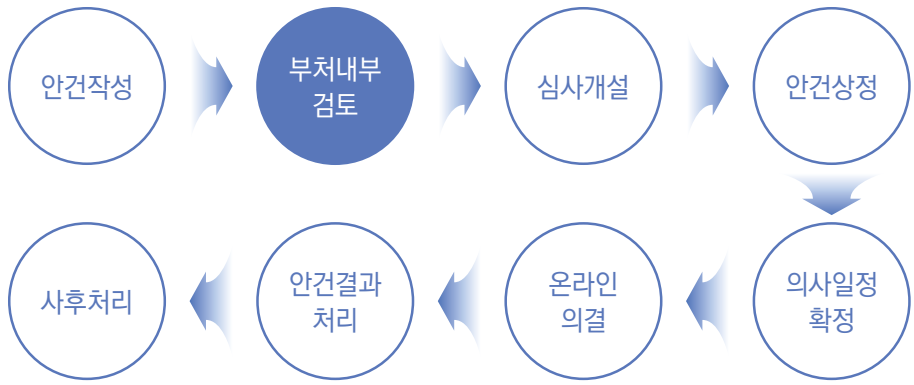 안건작성
부처내부
검토
심사개설
안건상정
의사일정
확정
온라인
의결
안건결과
처리
사후처리